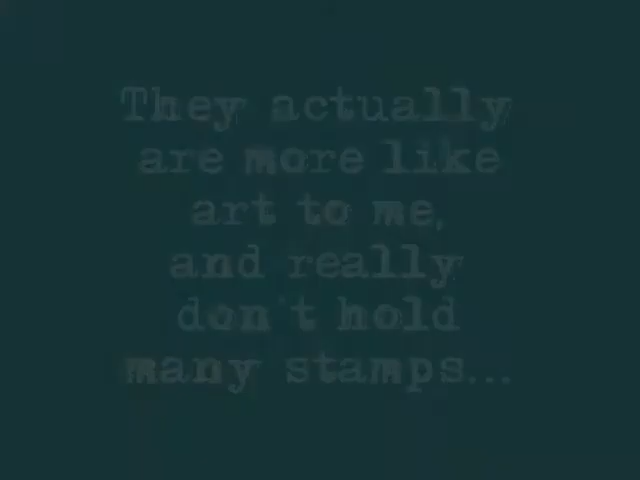 They actually
are more like
art to me,
and really
don't hold
many stamps...